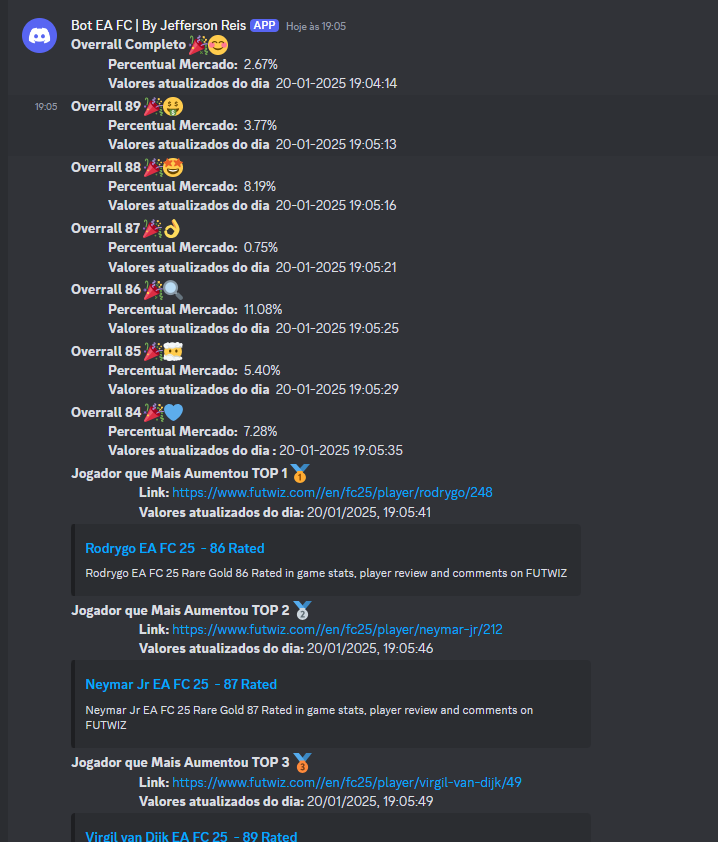 Bot EA FC | By Jefferson Reis APP Hoje às 19:05
Overrall Completo 🎉😊
Percentual Mercado: 2.67%
Valores atualizados do dia 20-01-2025 19:04:14
19:05 Overrall 89 🎉🤑
Percentual Mercado: 3.77%
Valores atualizados do dia 20-01-2025 19:05:13
Overrall 88 🎉🤩
Percentual Mercado: 8.19%
Valores atualizados do dia 20-01-2025 19:05:16
Overrall 87 🎉👌
Percentual Mercado: 0.75%
Valores atualizados do dia 20-01-2025 19:05:21
Overrall 86 🎉🔍
Percentual Mercado: 11.08%
Valores atualizados do dia 20-01-2025 19:05:25
Overrall 85 🎉😶‍🌫️
Percentual Mercado: 5.40%
Valores atualizados do dia 20-01-2025 19:05:29
Overrall 84 🎉💙
Percentual Mercado: 7.28%
Valores atualizados do dia : 20-01-2025 19:05:35
Jogador que Mais Aumentou TOP 1 🥇
Link: https://www.futwiz.com//en/fc25/player/rodrygo/248
Valores atualizados do dia: 20/01/2025, 19:05:41
Rodrygo EA FC 25 - 86 Rated
Rodrygo EA FC 25 Rare Gold 86 Rated in game stats, player review and comments on FUTWIZ
Jogador que Mais Aumentou TOP 2 🥈
Link: https://www.futwiz.com//en/fc25/player/neymar-jr/212
Valores atualizados do dia: 20/01/2025, 19:05:46
Neymar Jr EA FC 25 - 87 Rated
Neymar Jr EA FC 25 Rare Gold 87 Rated in game stats, player review and comments on
FUTWIZ
Jogador que Mais Aumentou TOP 3 🥉
Link: https://www.futwiz.com//en/fc25/player/virgil-van-dijk/49
Valores atualizados do dia: 20/01/2025, 19:05:49
Virgil van Dijk EA FC 25 - 89 Rated